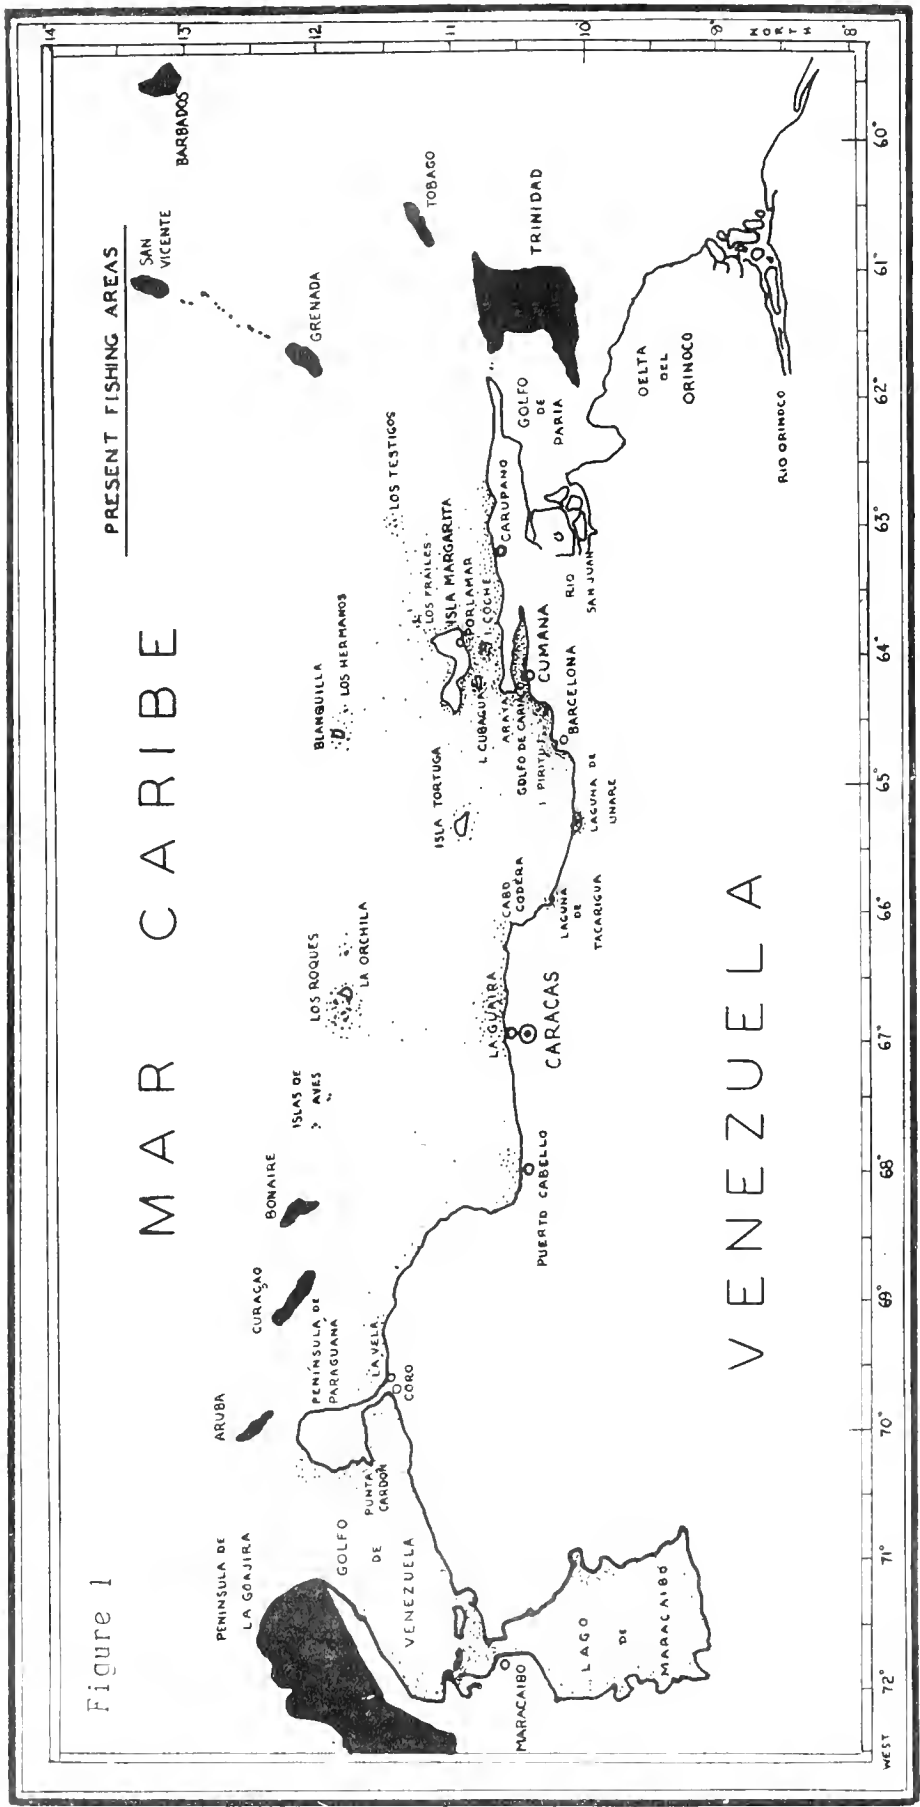 Figure 1
PRESENT FISHING AREAS
MAR CARIBE
VENEZUELA
PENINSULA DE
LA GOAJIRA
ARUBA
CURAÇAO
BONAIRE
ISLAS DE
AVES
LOS ROQUES
LA ORCHILA
BLANQUILLA
LOS HERMANOS
SAN
VICENTE
GRENADA
BARBADOS
TOBAGO
TRINIDAD
LOS TESTIGOS
LOS FRAILES
ISLA MARGARITA
PORLAMAR
I. COCHE
I. CUBAGUA
ISLA TORTUGA
ARAYA
GOLFO DE CARIACO
I PIRITU
CUMANA
BARCELONA
CARUPANO
GOLFO
DE
PARIA
RIO
SAN JUAN
DELTA
DEL
ORINOCO
RIO ORINOCO
LAGUNA DE
UNARE
LAGUNA
DE
TACARIGUA
CABO
CODERA
LA GUAIRA
CARACAS
PUERTO CABELLO
PENÍNSULA DE
PARAGUANÁ
LA VELA
CORO
PUNTA
CARDON
GOLFO
DE
VENEZUELA
MARACAIBO
LAGO
DE
MARACAIBO
14
13
12
11
10°
9°
8°
NORTH
WEST
72°
71°
70°
69°
68°
67°
66°
65°
64°
63°
62°
61°
60°